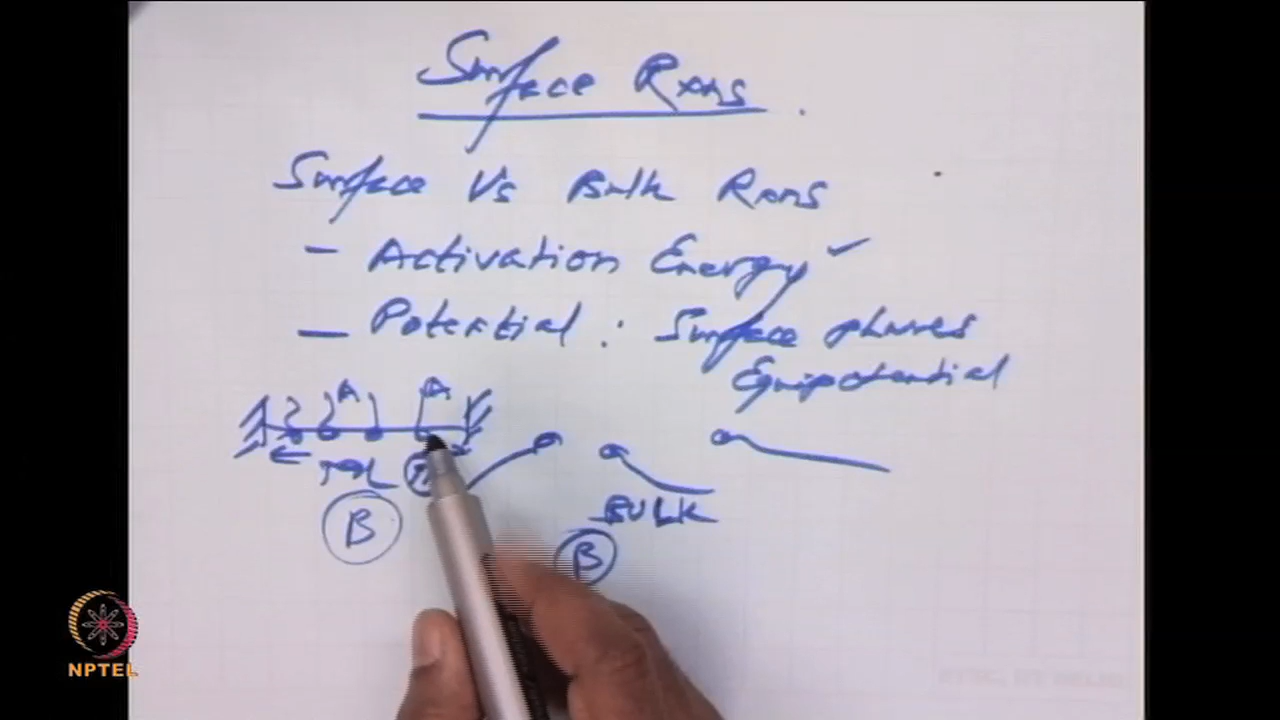 Surface Rxns.
Surface Vs Bulk Rxns
- Activation Energy ✓
- Potential : Surface phases
Equipotential
A A
B
BULK
B
NPTEL